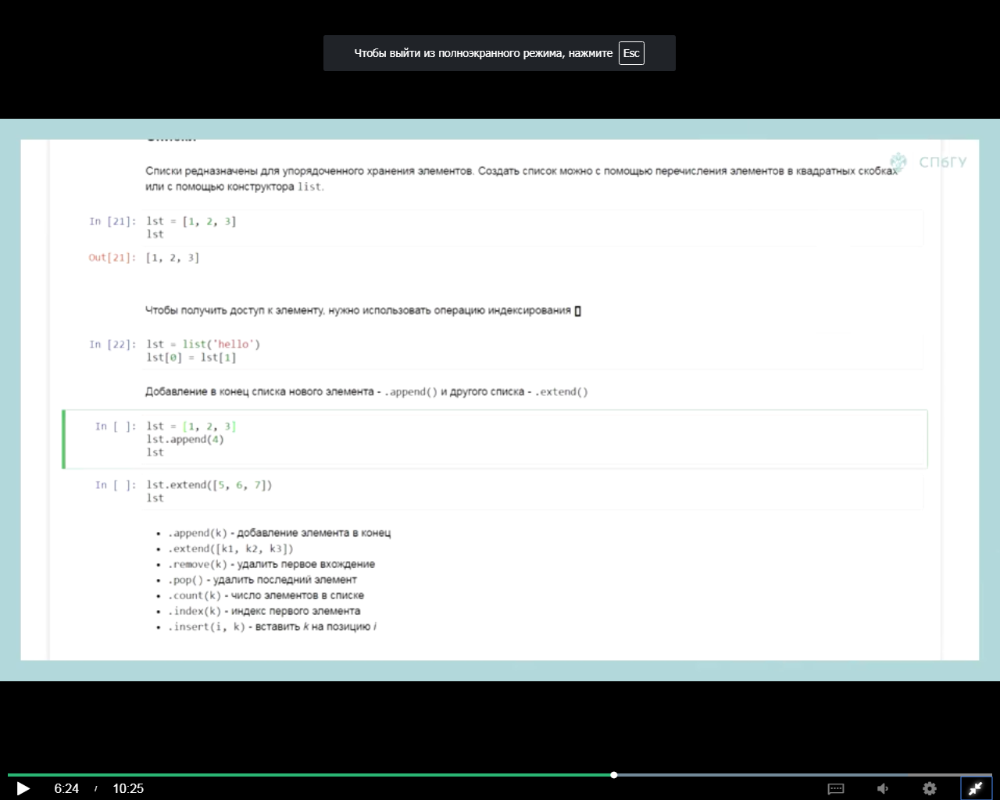 Чтобы выйти из полноэкранного режима, нажмите Esc
Списки редназначены для упорядоченного хранения элементов. Создать список можно с помощью перечисления элементов в квадратных скобках
СПбГУ
или с помощью конструктора list.
In [21]: lst = [1, 2, 3]
lst
Out[21]: [1, 2, 3]
Чтобы получить доступ к элементу, нужно использовать операцию индексирования []
In [22]: lst = list('hello')
lst[0] = lst[1]
Добавление в конец списка нового элемента - .append() и другого списка - .extend()
In [ ]: lst = [1, 2, 3]
lst.append(4)
lst
In [ ]: lst.extend([5, 6, 7])
lst
• .append(k) - добавление элемента в конец
• .extend([k1, k2, k3])
• .remove(k) - удалить первое вхождение
• .pop() - удалить последний элемент
• .count(k) - число элементов в списке
• .index(k) - индекс первого элемента
• .insert(i, k) - вставить k на позицию i
6:24 / 10:25